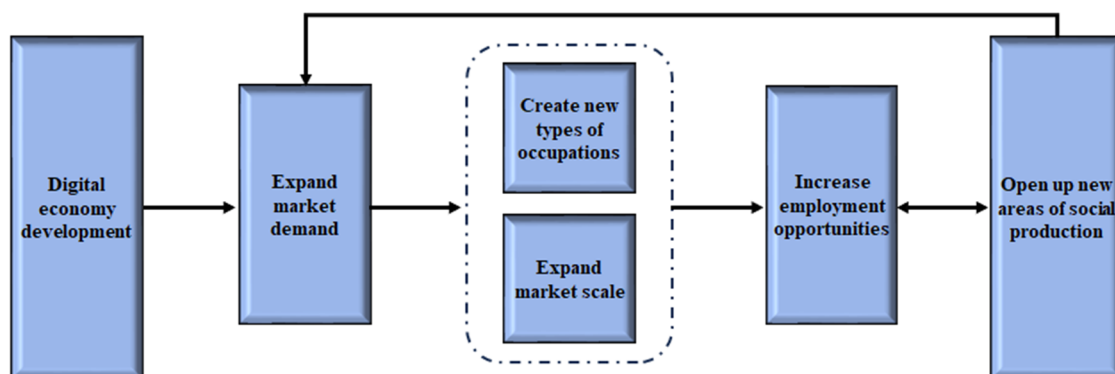 Digital
economy
development
Expand
market
demand
Create new
types of
occupations
Expand
market scale
Increase
employment
opportunities
Open up new
areas of social
production